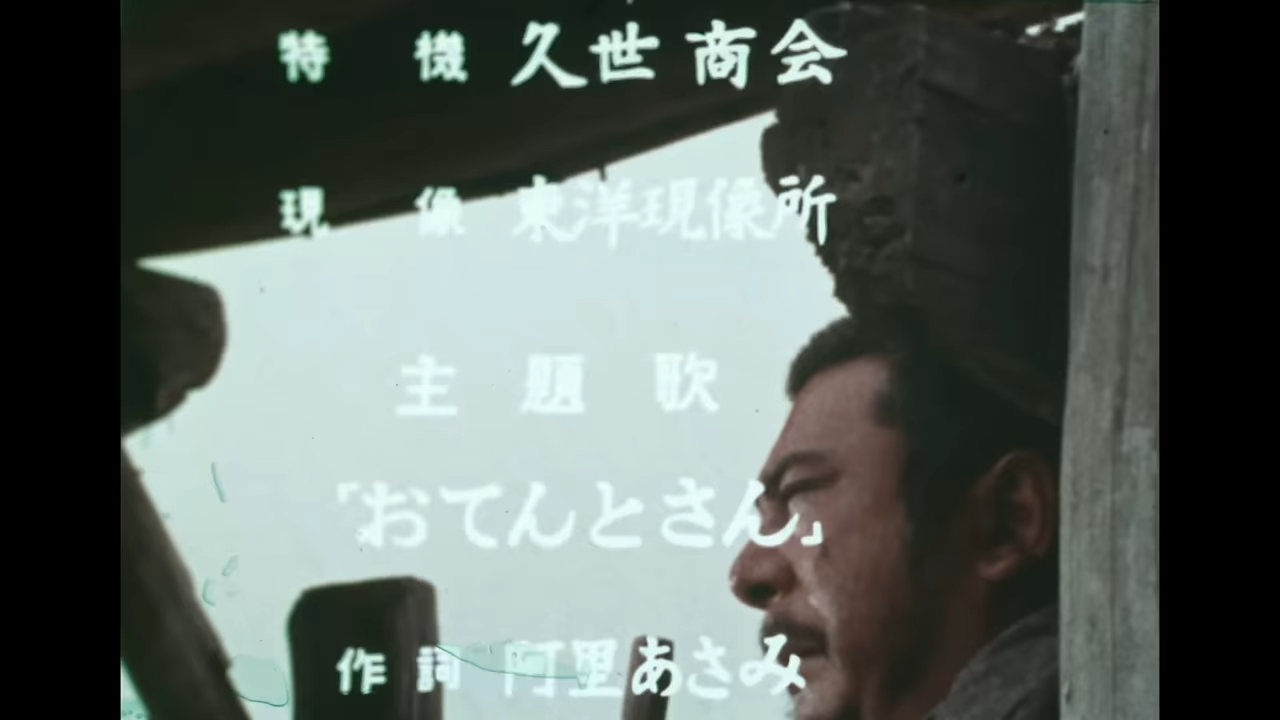 特 機 久世商会
現 像 東洋現像所
主題歌
「おてんとさん」
作詞 阿里あさみ